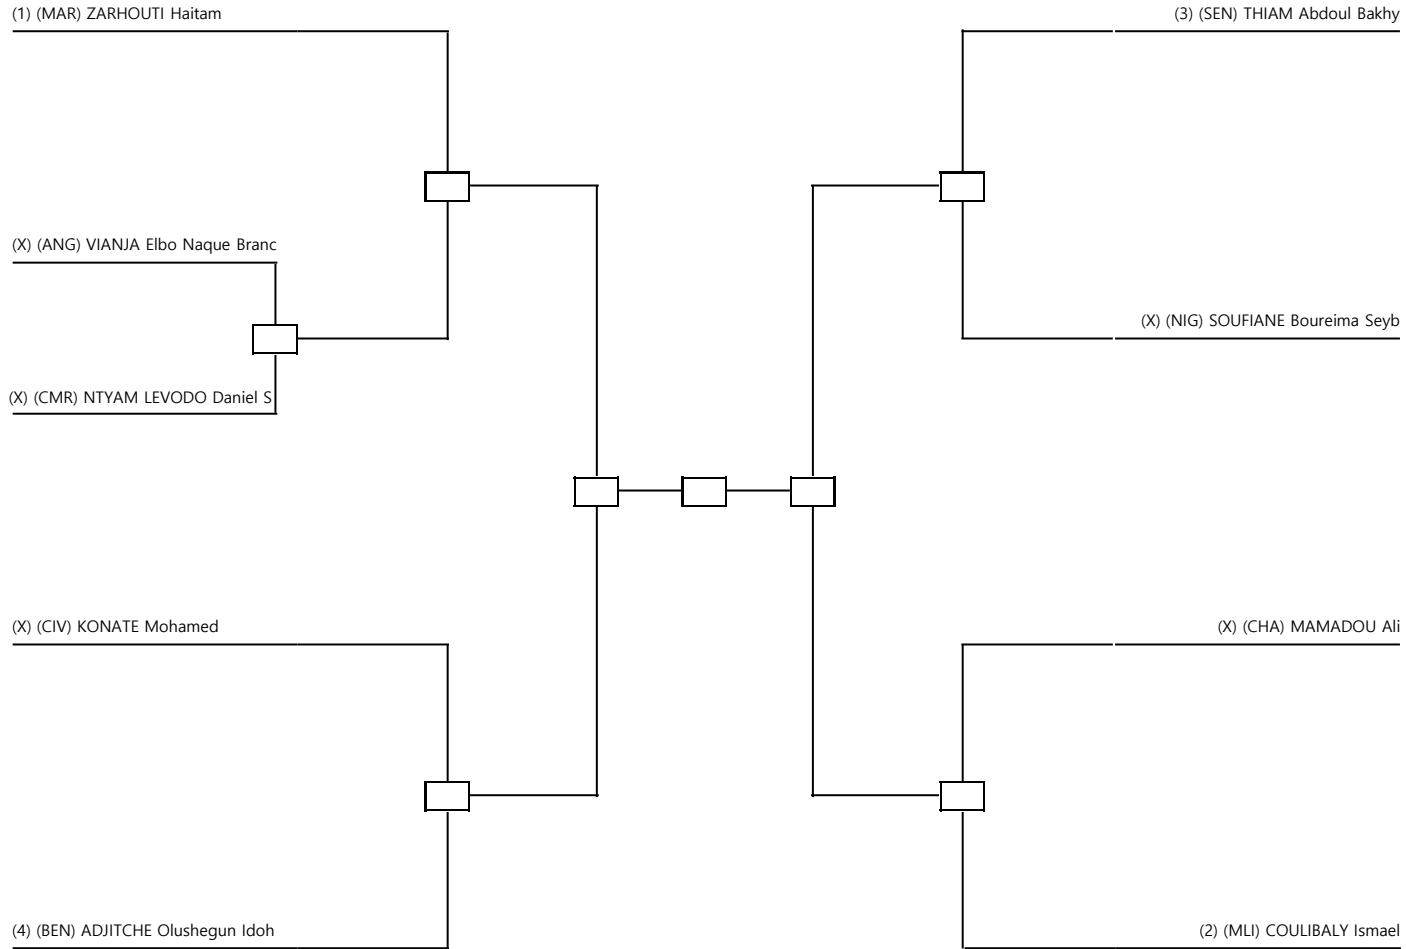 (1) (MAR) ZARHOUTI Haitam
(3) (SEN) THIAM Abdoul Bakhy
(X) (ANG) VIANJA Elbo Naque Branc
(X) (NIG) SOUFIANE Boureima Seyb
(X) (CMR) NTYAM LEVODO Daniel S
(X) (CIV) KONATE Mohamed
(X) (CHA) MAMADOU Ali
(4) (BEN) ADJITCHE Olushegun Idoh
(2) (MLI) COULIBALY Ismael